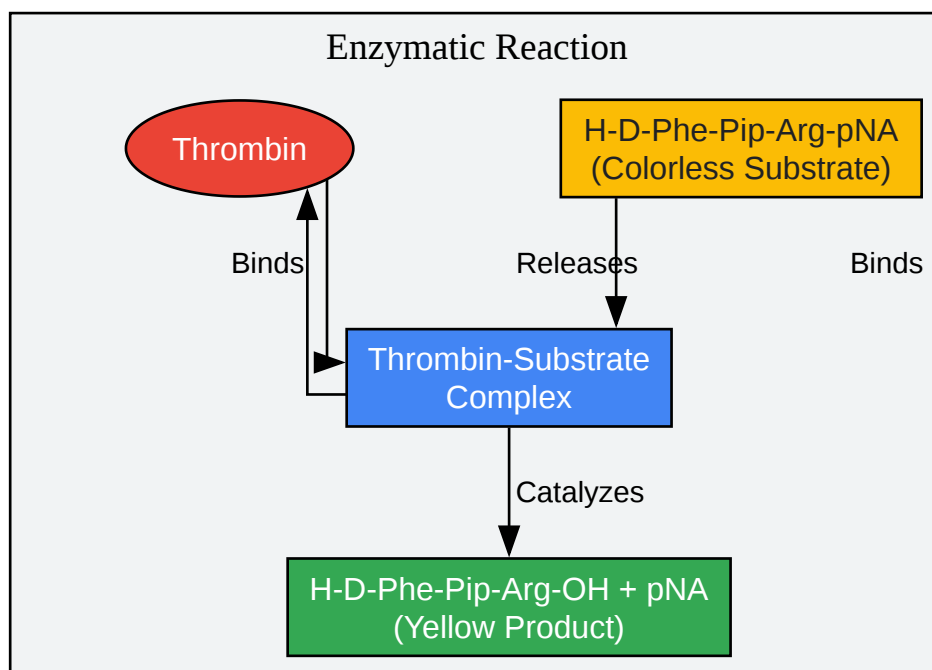 Enzymatic Reaction
Thrombin
H-D-Phe-Pip-Arg-pNA
(Colorless Substrate)
Binds
Releases
Binds
Thrombin-Substrate
Complex
Catalyzes
H-D-Phe-Pip-Arg-OH + pNA
(Yellow Product)